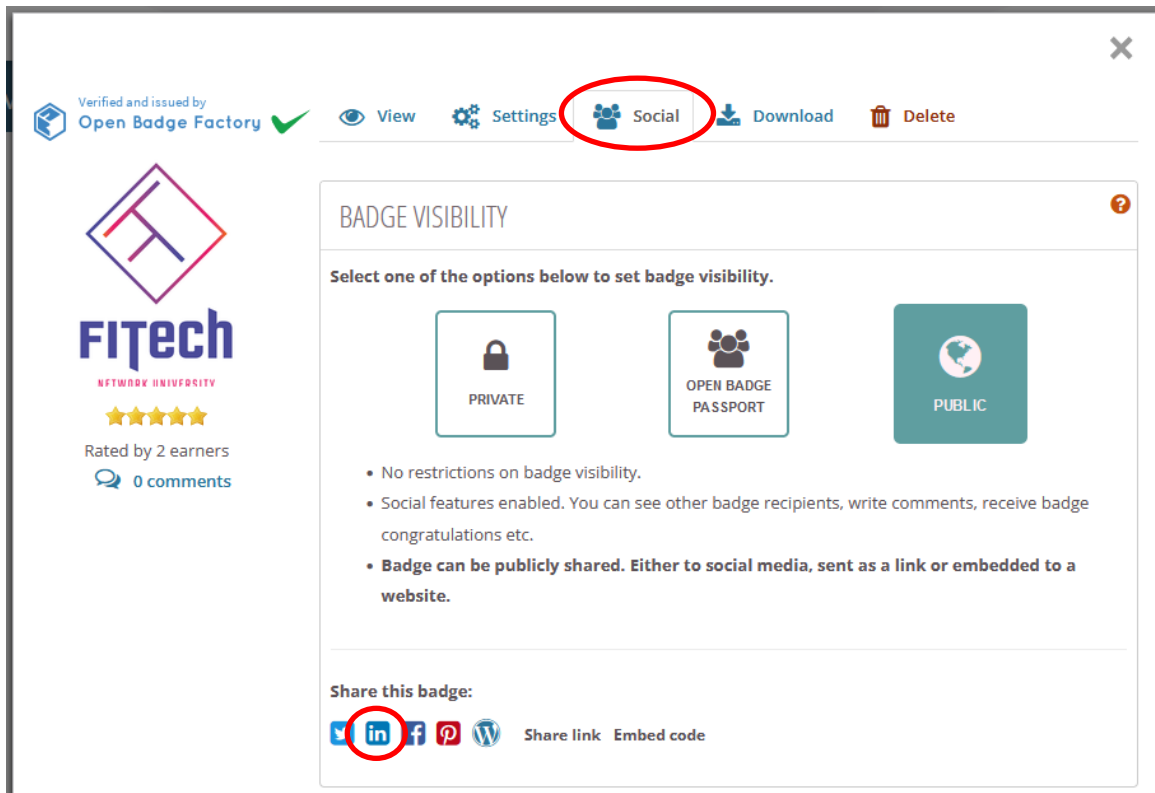 Verified and issued by
Open Badge Factory
View Settings Social Download Delete
FITech
NETWORK UNIVERSITY
Rated by 2 earners
0 comments
BADGE VISIBILITY
Select one of the options below to set badge visibility.
PRIVATE
OPEN BADGE
PASSPORT
PUBLIC
• No restrictions on badge visibility.
• Social features enabled. You can see other badge recipients, write comments, receive badge
congratulations etc.
• Badge can be publicly shared. Either to social media, sent as a link or embedded to a
website.
Share this badge:
in f Share link Embed code